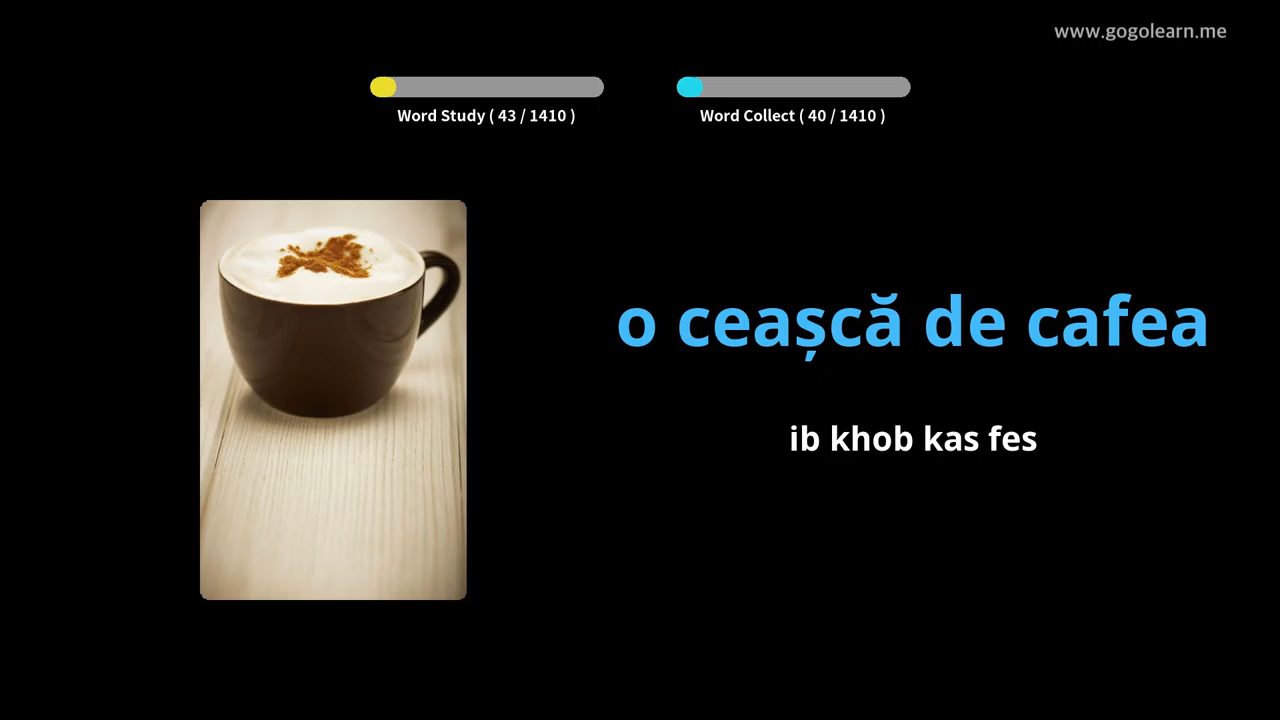 www.gogolearn.me
Word Study ( 43 / 1410 )
Word Collect ( 40 / 1410 )
o ceașcă de cafea
ib khob kas fes